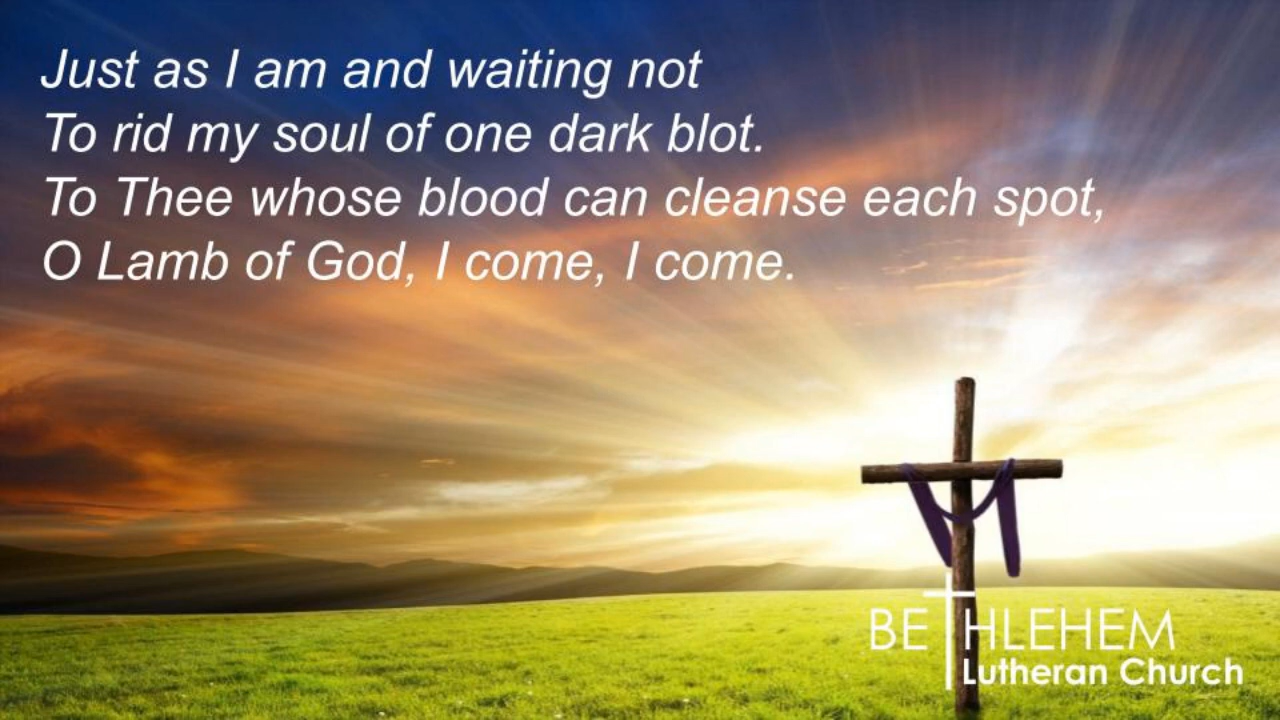 Just as I am and waiting not
To rid my soul of one dark blot.
To Thee whose blood can cleanse each spot,
O Lamb of God, I come, I come.
BETHLEHEM
Lutheran Church